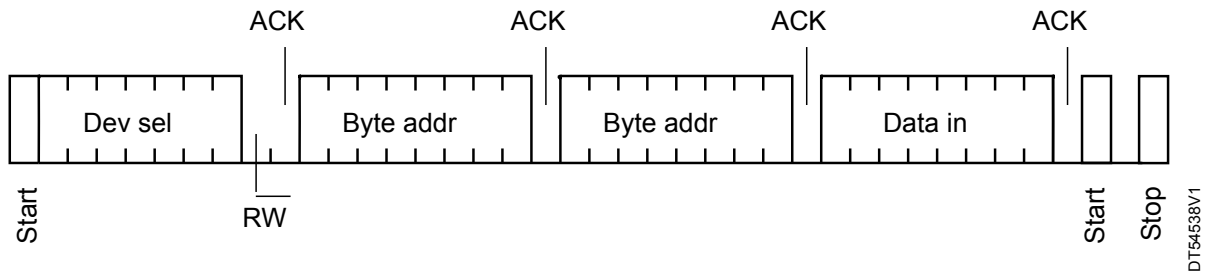 ACK ACK ACK ACK
Dev sel Byte addr Byte addr Data in
RW
Start Start Stop
DT54538V1